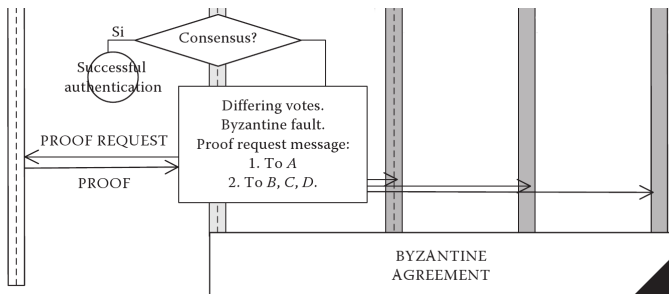 Si
Consensus?
Successful
authentication
Differing votes.
Byzantine fault.
Proof request message:
1. To A
2. To B, C, D.
PROOF REQUEST
PROOF
BYZANTINE
AGREEMENT